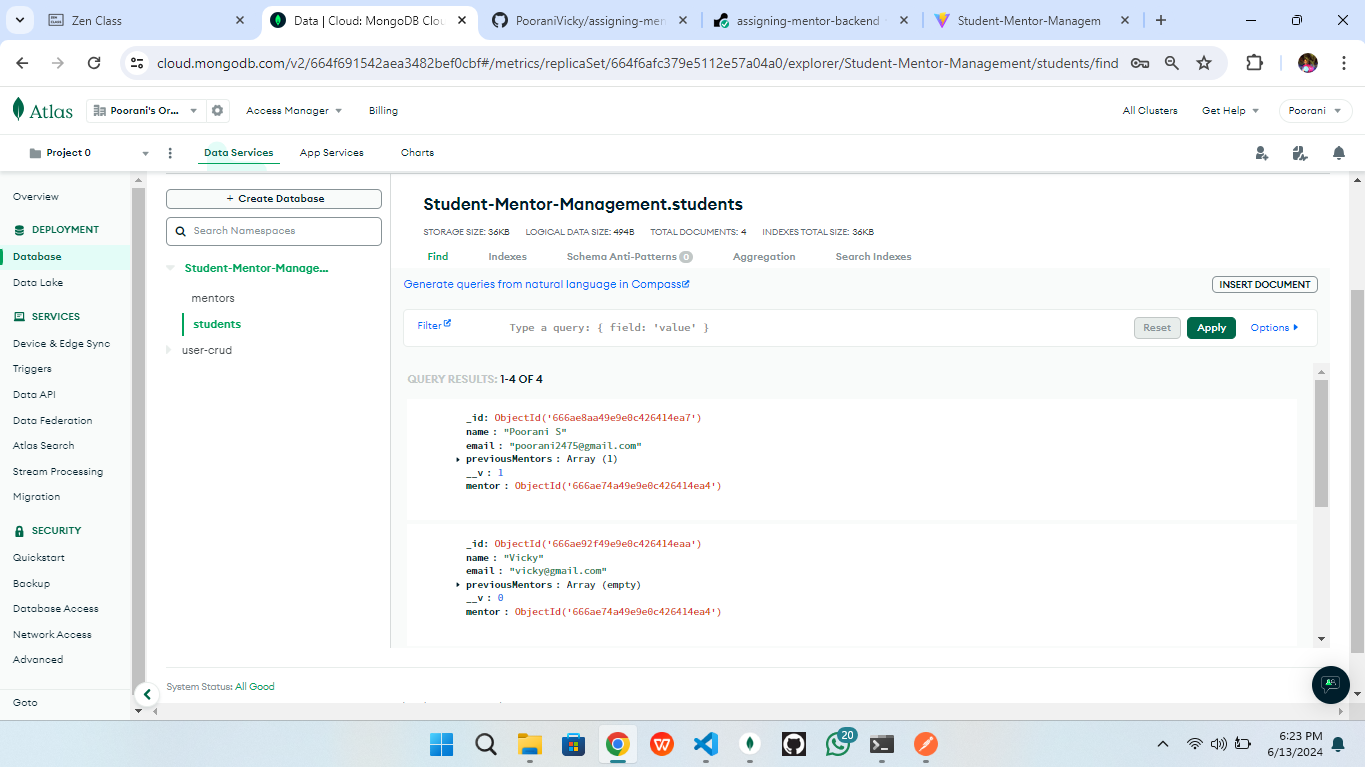 Zen Class
Data | Cloud: MongoDB Clou
PooraniVicky/assigning-men
assigning-mentor-backend
Student-Mentor-Managem
cloud.mongodb.com/v2/664f691542aea3482bef0cbf#/metrics/replicaSet/664f6afc379e5112e57a04a0/explorer/Student-Mentor-Management/students/find
Atlas
Poorani's Or...
Access Manager
Billing
All Clusters
Get Help
Poorani
Project 0
Data Services
App Services
Charts
Overview
DEPLOYMENT
Database
Data Lake
SERVICES
Device & Edge Sync
Triggers
Data API
Data Federation
Atlas Search
Stream Processing
Migration
SECURITY
Quickstart
Backup
Database Access
Network Access
Advanced
Goto
+ Create Database
Search Namespaces
Student-Mentor-Manage...
mentors
students
user-crud
Student-Mentor-Management.students
STORAGE SIZE: 36KB LOGICAL DATA SIZE: 494B TOTAL DOCUMENTS: 4 INDEXES TOTAL SIZE: 36KB
Find Indexes Schema Anti-Patterns 0 Aggregation Search Indexes
Generate queries from natural language in Compass
INSERT DOCUMENT
Filter
Type a query: { field: 'value' }
Reset
Apply
Options
QUERY RESULTS: 1-4 OF 4
_id: ObjectId('666ae8aa49e9e0c426414ea7')
name : "Poorani S"
email : "poorani2475@gmail.com"
previousMentors : Array (1)
__v : 1
mentor : ObjectId('666ae74a49e9e0c426414ea4')
_id: ObjectId('666ae92f49e9e0c426414eaa')
name : "Vicky"
email : "vicky@gmail.com"
previousMentors : Array (empty)
__v : 0
mentor : ObjectId('666ae74a49e9e0c426414ea4')
System Status: All Good
20
6:23 PM
6/13/2024